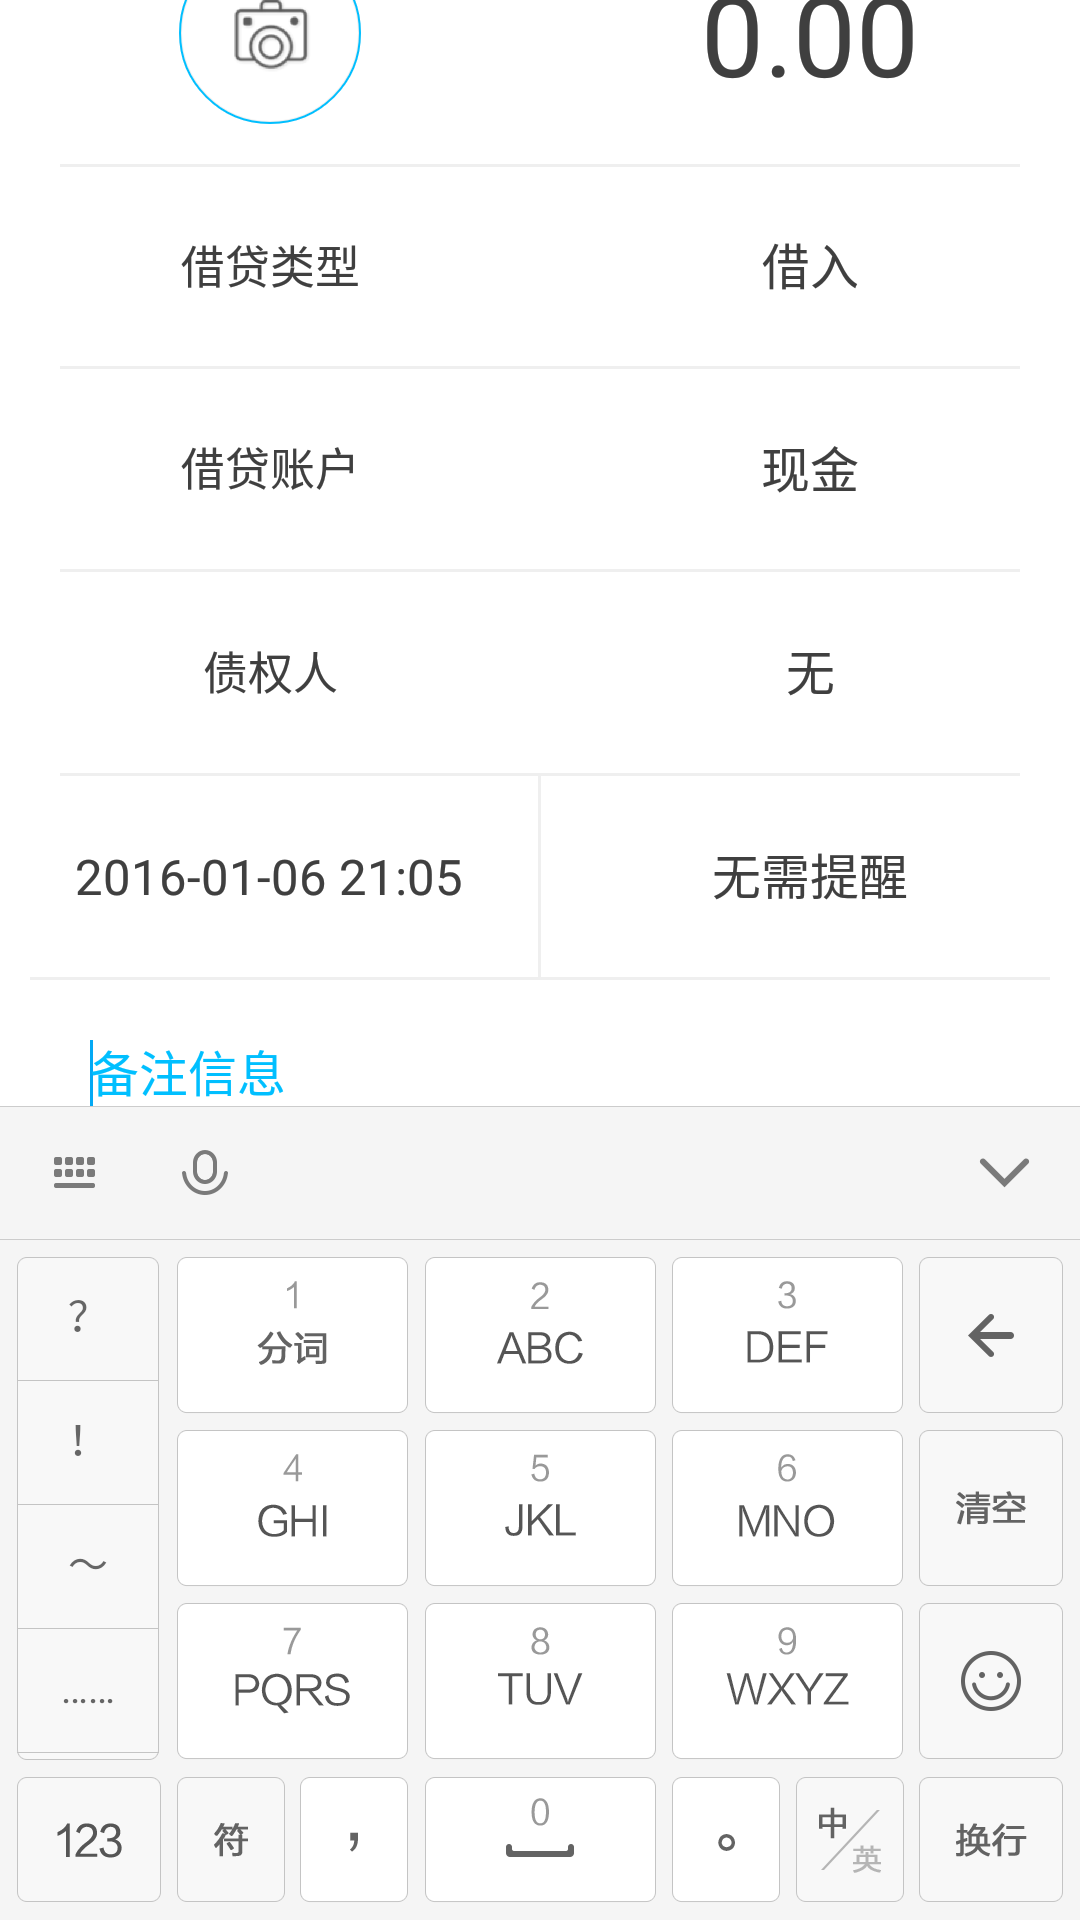 0.00
借贷类型 借入
借贷账户 现金
债权人 无
2016-01-06 21:05 无需提醒
备注信息
? 1 分词 2 ABC 3 DEF
! 4 GHI 5 JKL 6 MNO 清空
～ 7 PQRS 8 TUV 9 WXYZ
......
123 符 , 0 。 中/英 换行